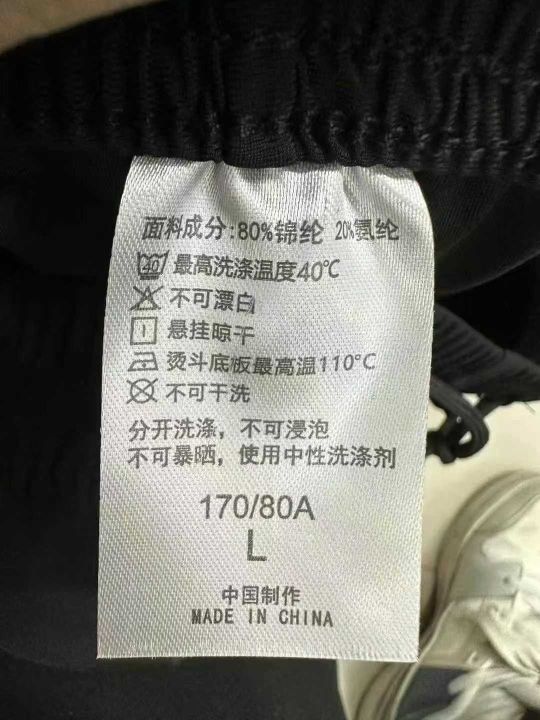 面料成分:80%锦纶 20%氨纶
40 最高洗涤温度40℃
不可漂白
悬挂晾干
烫斗底板最高温110°C
不可干洗
分开洗涤，不可浸泡
不可暴晒，使用中性洗涤剂
170/80A
L
中国制作
MADE IN CHINA